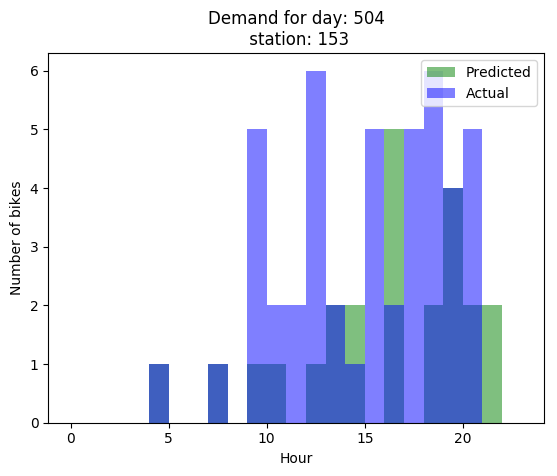 Demand for day: 504
station: 153
Predicted
Actual
Number of bikes
6
5
4
3
2
1
0
0 5 10 15 20
Hour